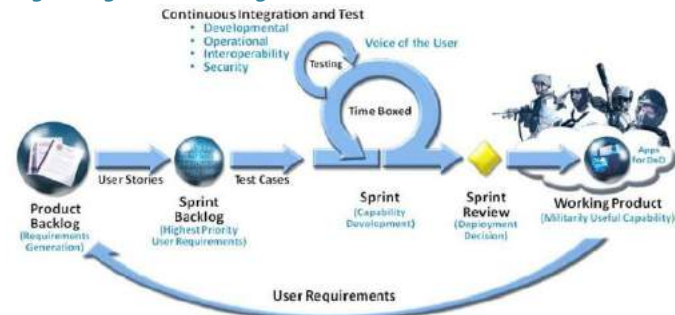 Continuous Integration and Test
• Developmental
• Operational
• Interoperability
• Security
Voice of the User
Testing
Time Boxed
Apps
for DoD
User Stories
Test Cases
Product
Backlog
(Requirements
Generation)
Sprint
Backlog
(Highest Priority
User Requirements)
Sprint
(Capability
Development)
Sprint
Review
(Deployment
Decision)
Working Product
(Militarily Useful Capability)
User Requirements